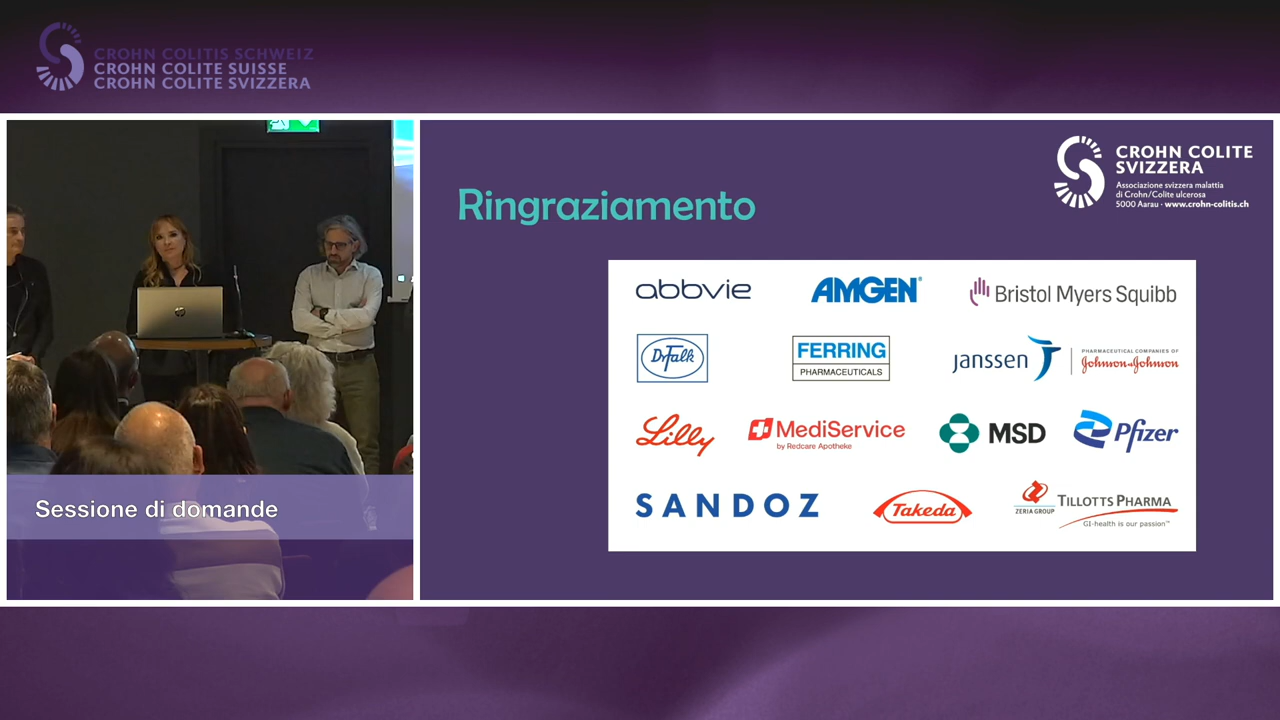 CROHN COLITIS SCHWEIZ
CROHN COLITE SUISSE
CROHN COLITE SVIZZERA
Sessione di domande
CROHN COLITE
SVIZZERA
Associazione svizzera malattia
di Crohn/Colite ulcerosa
5000 Aarau · www.crohn-colitis.ch
Ringraziamento
abbvie
AMGEN®
Bristol Myers Squibb
Dr Falk
FERRING
PHARMACEUTICALS
janssen
PHARMACEUTICAL COMPANIES OF
Johnson & Johnson
Lilly
MediService
by Redcare Apotheke
MSD
Pfizer
SANDOZ
Takeda
ZERIA GROUP
TILLOTTS PHARMA
GI-health is our passion™
hp